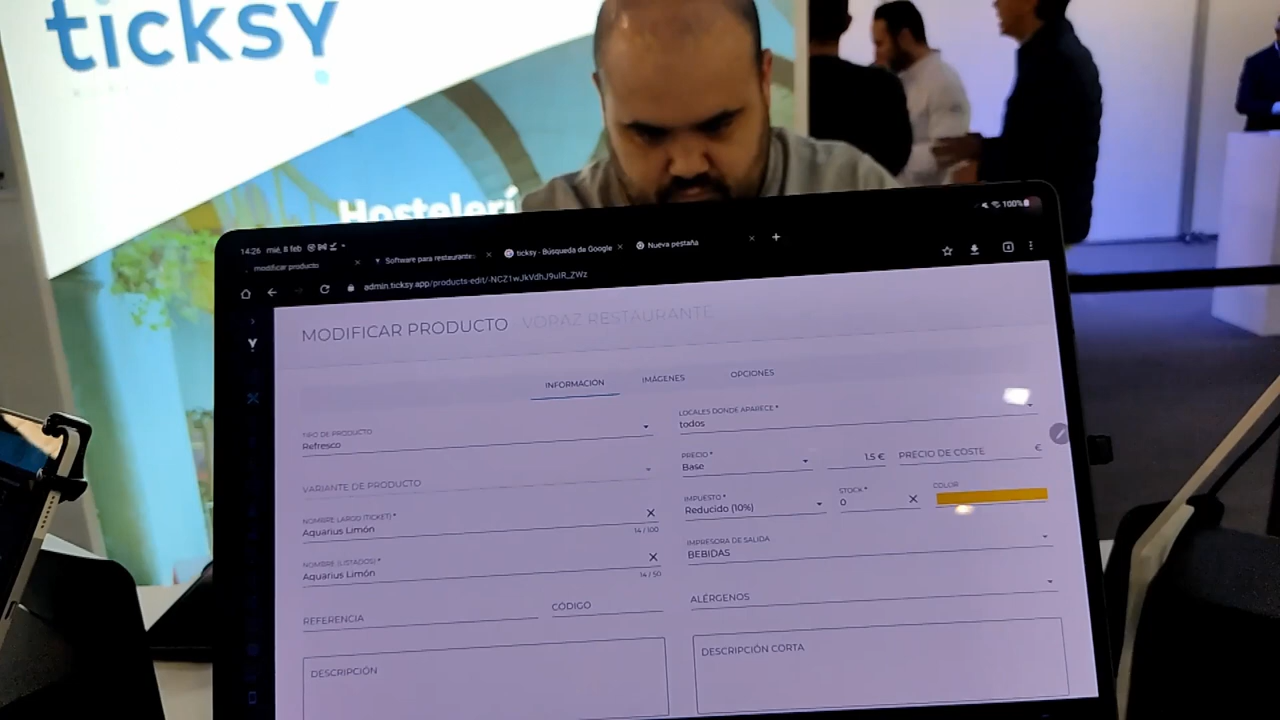 ticksy
Hostelerí
14:26 mié, 8 feb
100%
modificar producto
Software para restaurante
ticksy - Búsqueda de Google
Nueva pestaña
admin.ticksy.app/products-edit/-NCZ1wJkVdhJ9uIR_ZWz
MODIFICAR PRODUCTO VOPAZ RESTAURANTE
INFORMACIÓN IMÁGENES OPCIONES
TIPO DE PRODUCTO
Refresco
VARIANTE DE PRODUCTO
NOMBRE LARGO (TICKET) *
Aquarius Limón
14 / 100
NOMBRE (LISTADOS) *
Aquarius Limón
14 / 50
REFERENCIA CÓDIGO
DESCRIPCIÓN
LOCALES DONDE APARECE *
todos
PRECIO *
Base 1.5 € PRECIO DE COSTE €
IMPUESTO * STOCK * COLOR
Reducido (10%) 0
IMPRESORA DE SALIDA
BEBIDAS
ALÉRGENOS
DESCRIPCIÓN CORTA